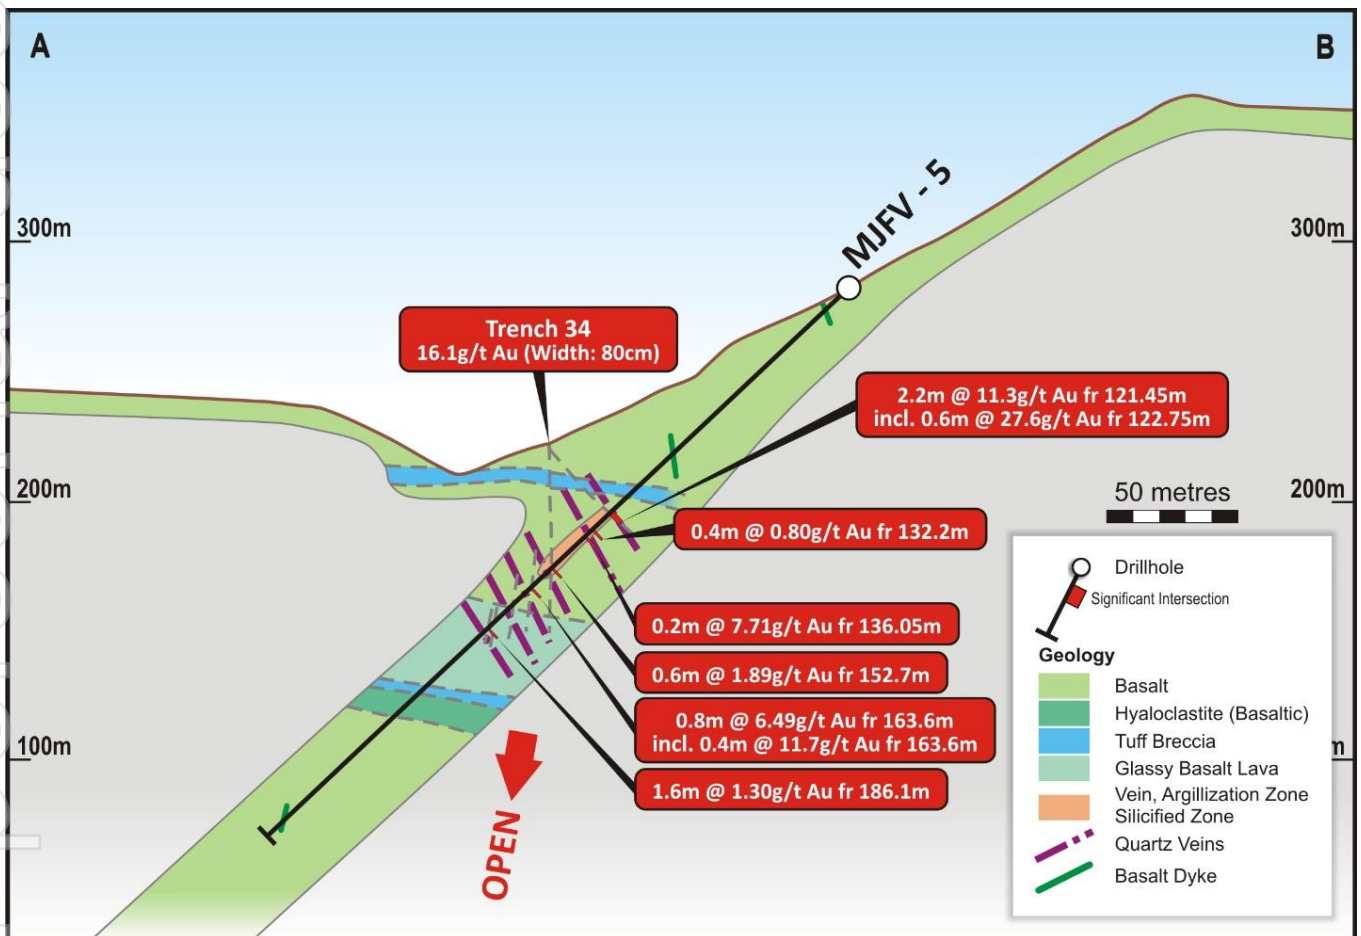 A
B
MJFV - 5
300m
300m
Trench 34
16.1g/t Au (Width: 80cm)
2.2m @ 11.3g/t Au fr 121.45m
incl. 0.6m @ 27.6g/t Au fr 122.75m
200m
200m
50 metres
0.4m @ 0.80g/t Au fr 132.2m
0.2m @ 7.71g/t Au fr 136.05m
0.6m @ 1.89g/t Au fr 152.7m
0.8m @ 6.49g/t Au fr 163.6m
incl. 0.4m @ 11.7g/t Au fr 163.6m
1.6m @ 1.30g/t Au fr 186.1m
100m
m
OPEN
Drillhole
Significant Intersection
Geology
Basalt
Hyaloclastite (Basaltic)
Tuff Breccia
Glassy Basalt Lava
Vein, Argillization Zone
Silicified Zone
Quartz Veins
Basalt Dyke